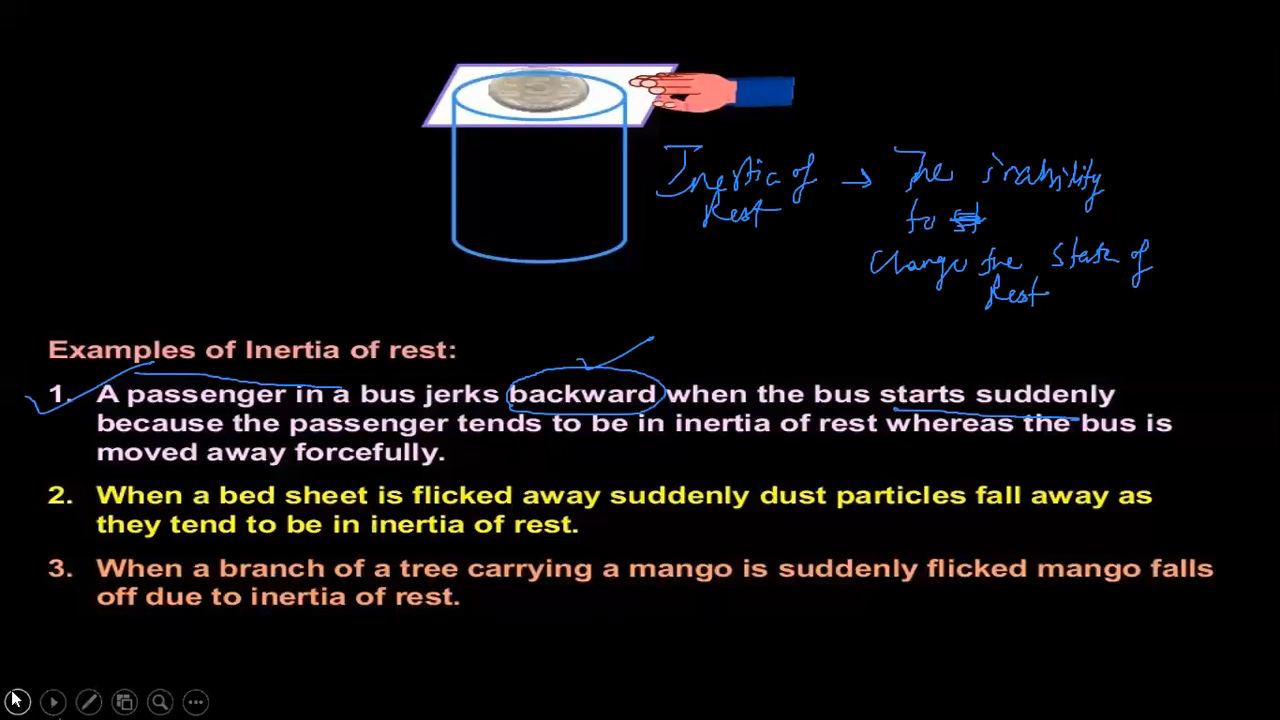 Inertia of → The inability
Rest
to st
Change the State of
Rest
Examples of Inertia of rest:
1. A passenger in a bus jerks backward when the bus starts suddenly
because the passenger tends to be in inertia of rest whereas the bus is
moved away forcefully.
2. When a bed sheet is flicked away suddenly dust particles fall away as
they tend to be in inertia of rest.
3. When a branch of a tree carrying a mango is suddenly flicked mango falls
off due to inertia of rest.